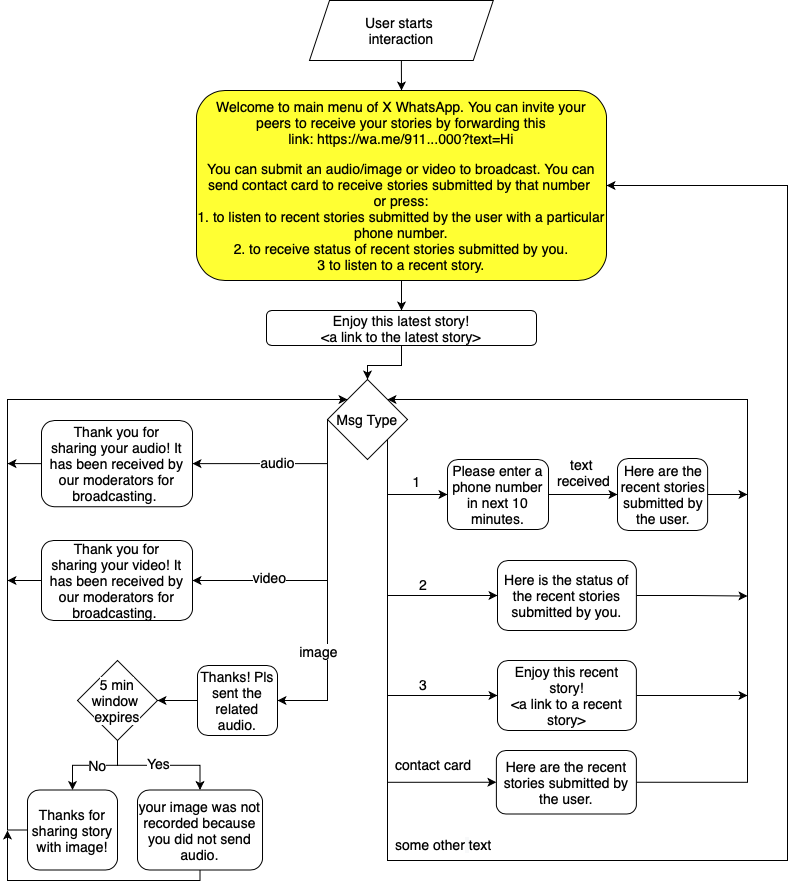 User starts
interaction
Welcome to main menu of X WhatsApp. You can invite your
peers to receive your stories by forwarding this
link: https://wa.me/911...000?text=Hi
You can submit an audio/image or video to broadcast. You can
send contact card to receive stories submitted by that number
or press:
1. to listen to recent stories submitted by the user with a particular
phone number.
2. to receive status of recent stories submitted by you.
3 to listen to a recent story.
Enjoy this latest story!
<a link to the latest story>
Msg Type
audio
Thank you for
sharing your audio! It
has been received by
our moderators for
broadcasting.
video
Thank you for
sharing your video! It
has been received by
our moderators for
broadcasting.
image
Thanks! Pls
sent the
related
audio.
5 min
window
expires
No
Yes
Thanks for
sharing story
with image!
your image was not
recorded because
you did not send
audio.
1
Please enter a
phone number
in next 10
minutes.
text
received
Here are the
recent stories
submitted by
the user.
2
Here is the status of
the recent stories
submitted by you.
3
Enjoy this recent
story!
<a link to a recent
story>
contact card
Here are the recent
stories submitted by
the user.
some other text